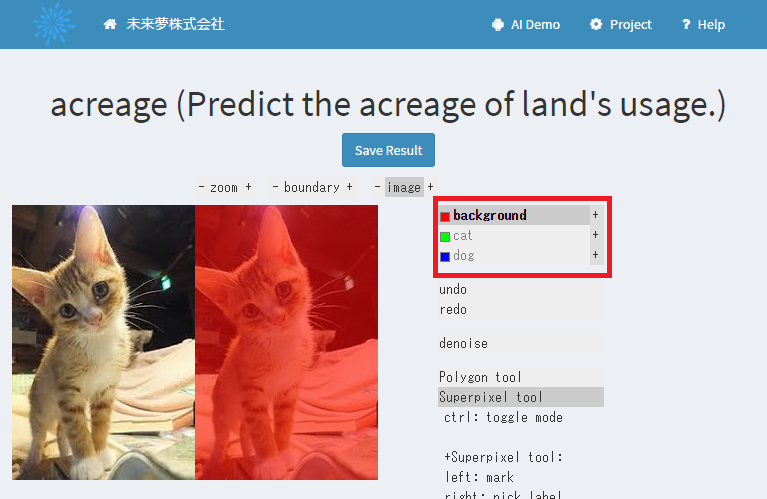 未来夢株式会社 AI Demo Project ? Help
acreage (Predict the acreage of land's usage.)
Save Result
- zoom + - boundary + - image +
background +
cat +
dog +
undo
redo
denoise
Polygon tool
Superpixel tool
ctrl: toggle mode
+Superpixel tool:
left: mark
right: pick label